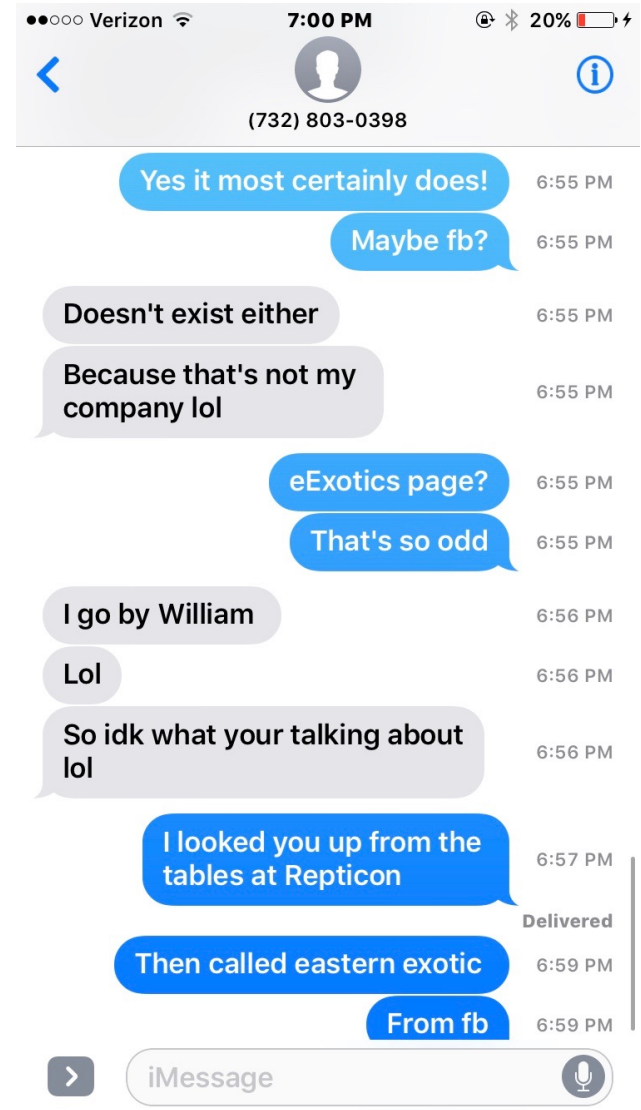 Verizon 7:00 PM 20%
(732) 803-0398
Yes it most certainly does! 6:55 PM
Maybe fb? 6:55 PM
Doesn't exist either 6:55 PM
Because that's not my
company lol 6:55 PM
eExotics page? 6:55 PM
That's so odd 6:55 PM
I go by William 6:56 PM
Lol 6:56 PM
So idk what your talking about
lol 6:56 PM
I looked you up from the
tables at Repticon 6:57 PM
Delivered
Then called eastern exotic 6:59 PM
From fb 6:59 PM
iMessage